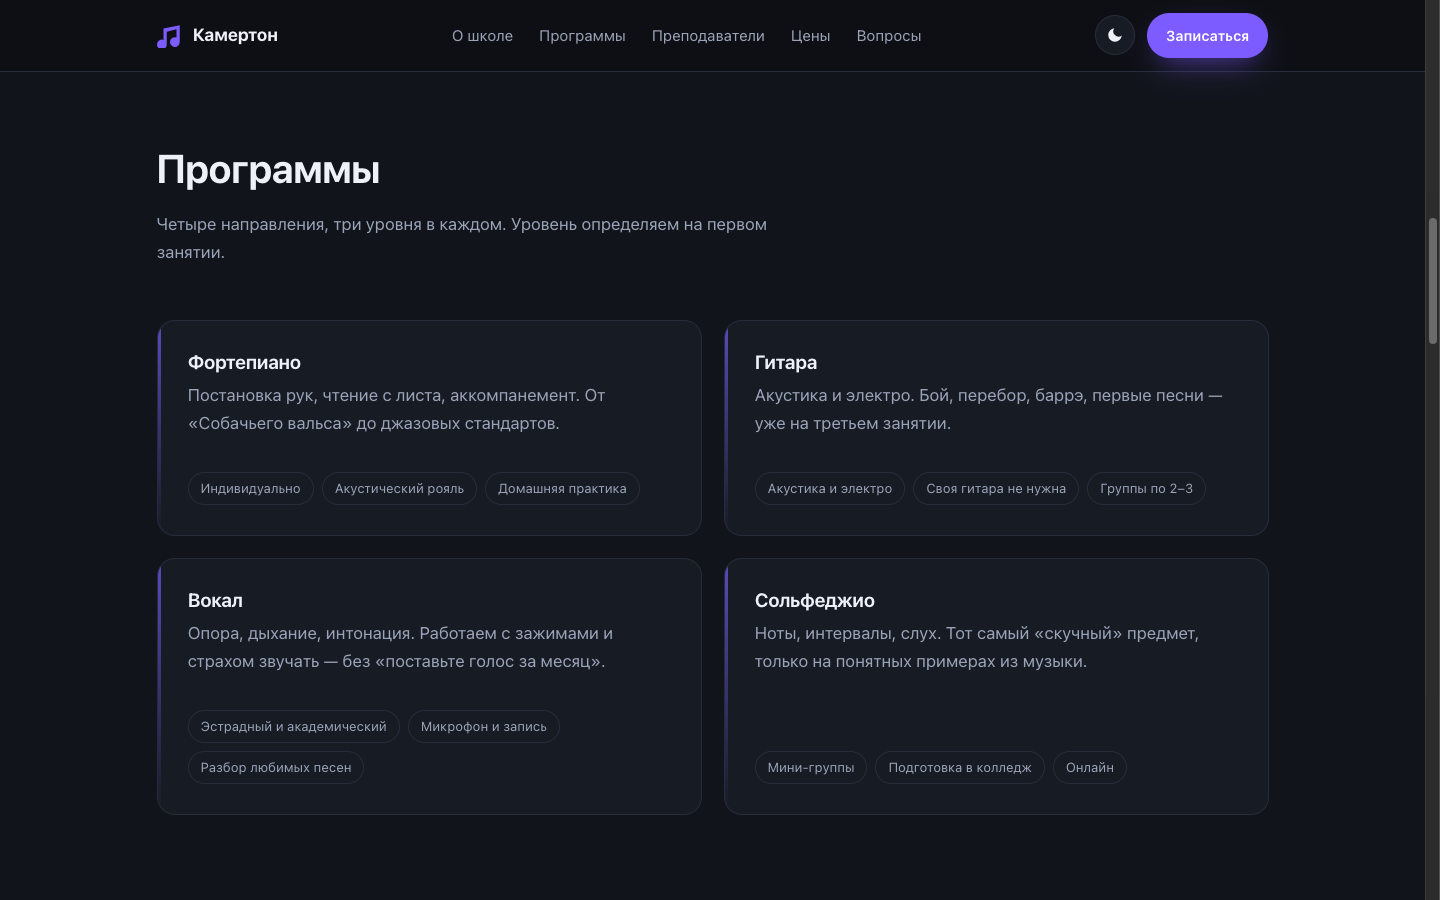 Камертон
О школе
Программы
Преподаватели
Цены
Вопросы
Записаться
Программы
Четыре направления, три уровня в каждом. Уровень определяем на первом
занятии.
Фортепиано
Постановка рук, чтение с листа, аккомпанемент. От
«Собачьего вальса» до джазовых стандартов.
Индивидуально
Акустический рояль
Домашняя практика
Гитара
Акустика и электро. Бой, перебор, баррэ, первые песни —
уже на третьем занятии.
Акустика и электро
Своя гитара не нужна
Группы по 2–3
Вокал
Опора, дыхание, интонация. Работаем с зажимами и
страхом звучать — без «поставьте голос за месяц».
Эстрадный и академический
Микрофон и запись
Разбор любимых песен
Сольфеджио
Ноты, интервалы, слух. Тот самый «скучный» предмет,
только на понятных примерах из музыки.
Мини-группы
Подготовка в колледж
Онлайн